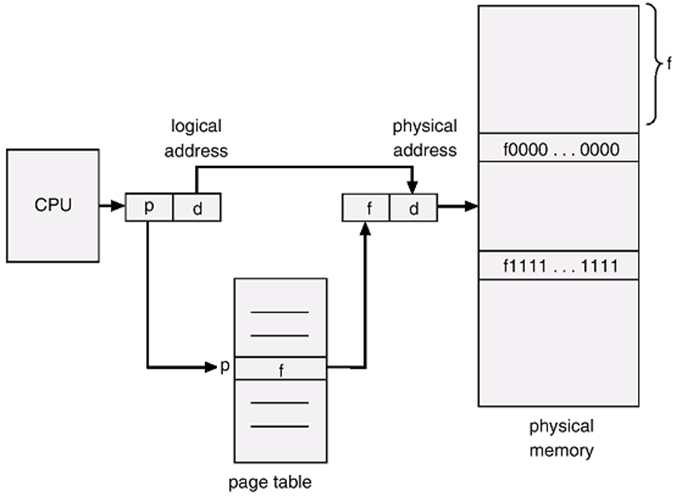 f
logical
address
physical
address
f0000 . . . 0000
CPU
p d
f d
f1111 . . . 1111
p
f
physical
memory
page table